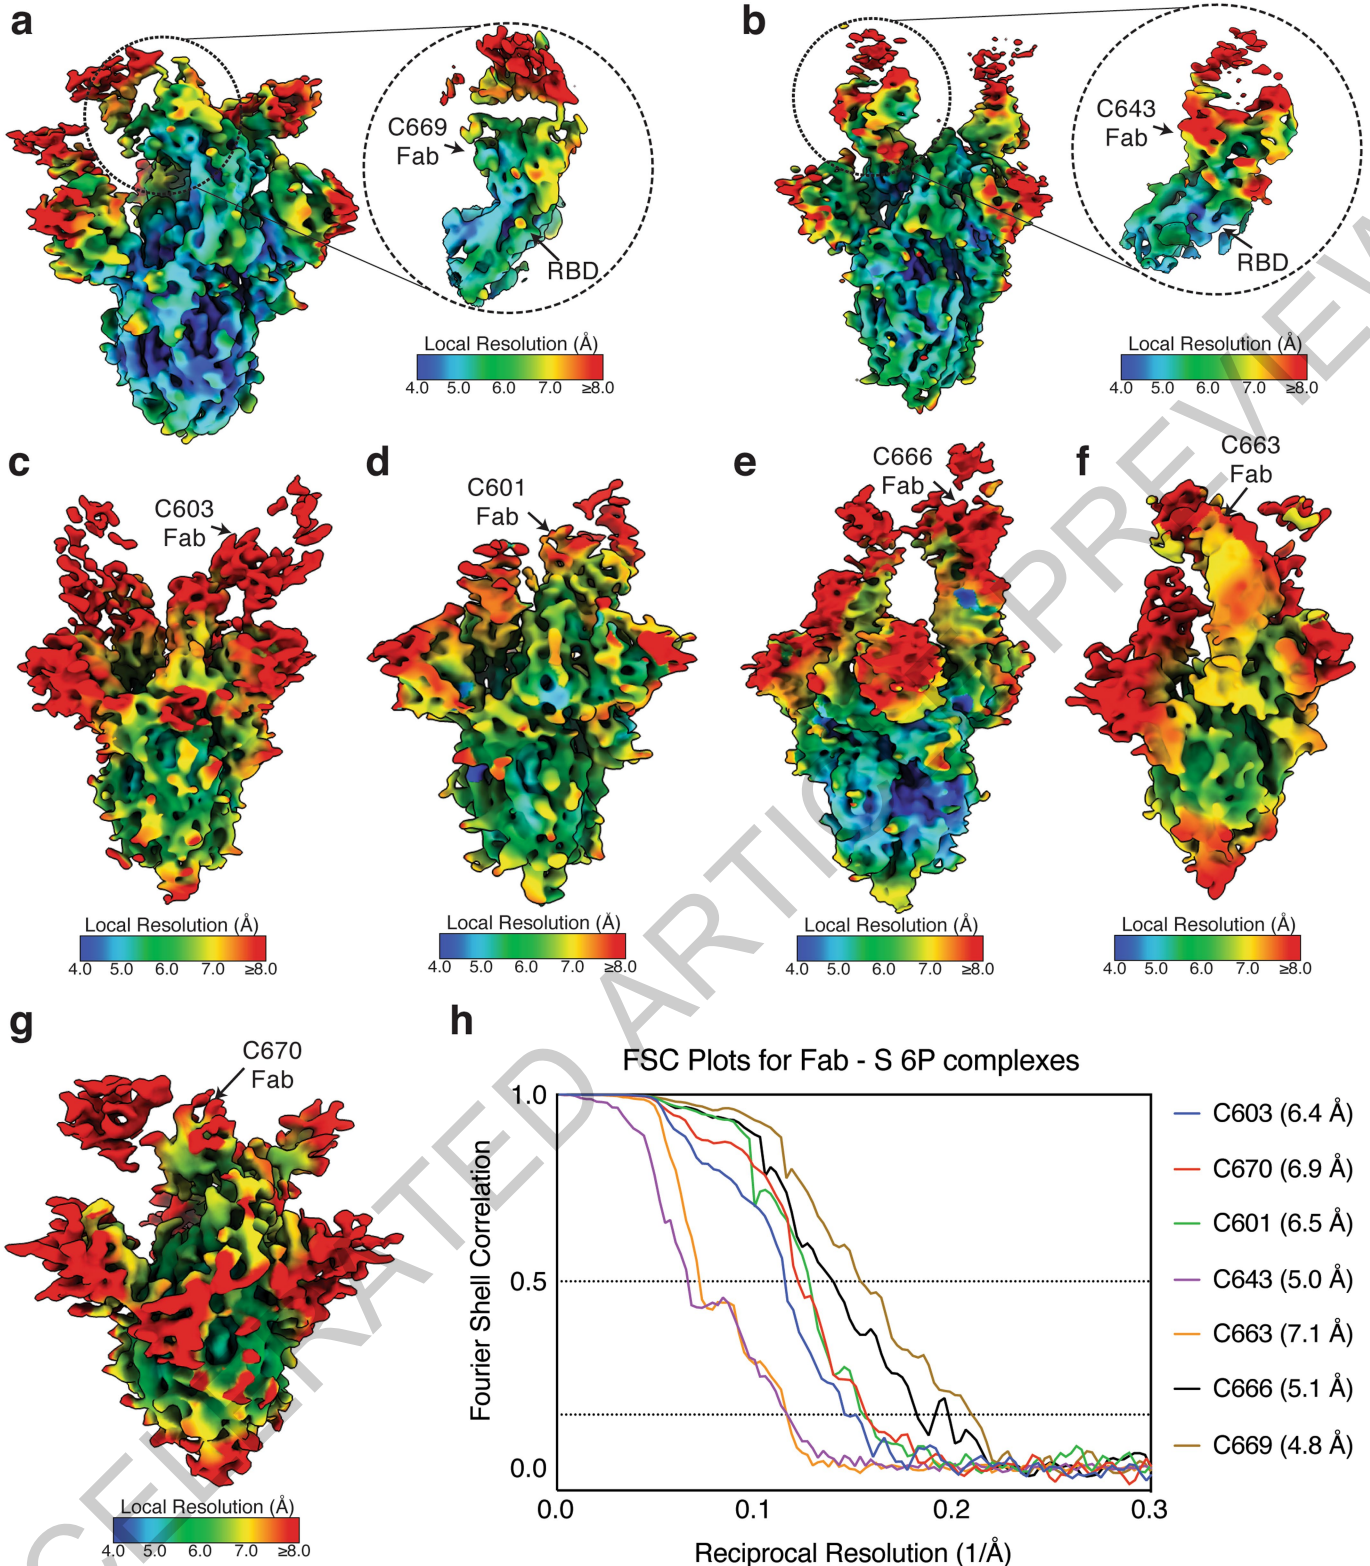 a
C669
Fab
RBD
Local Resolution (Å)
4.0 5.0 6.0 7.0 ≥8.0
b
C643
Fab
RBD
Local Resolution (Å)
4.0 5.0 6.0 7.0 ≥8.0
c
C603
Fab
Local Resolution (Å)
4.0 5.0 6.0 7.0 ≥8.0
d
C601
Fab
Local Resolution (Å)
4.0 5.0 6.0 7.0 ≥8.0
e
C666
Fab
Local Resolution (Å)
4.0 5.0 6.0 7.0 ≥8.0
f
C663
Fab
Local Resolution (Å)
4.0 5.0 6.0 7.0 ≥8.0
g
C670
Fab
Local Resolution (Å)
4.0 5.0 6.0 7.0 ≥8.0
h
FSC Plots for Fab - S 6P complexes
Fourier Shell Correlation
1.0
0.5
0.0
0.0 0.1 0.2 0.3
Reciprocal Resolution (1/Å)
C603 (6.4 Å)
C670 (6.9 Å)
C601 (6.5 Å)
C643 (5.0 Å)
C663 (7.1 Å)
C666 (5.1 Å)
C669 (4.8 Å)
CELERATED ARTICLE PREVIEW